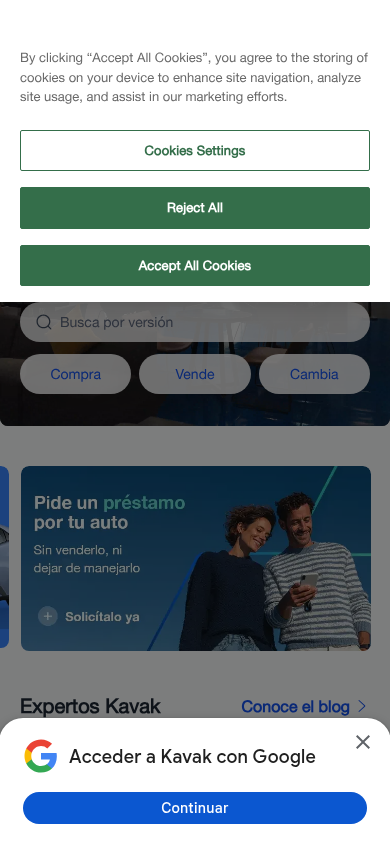 By clicking “Accept All Cookies”, you agree to the storing of
cookies on your device to enhance site navigation, analyze
site usage, and assist in our marketing efforts.
Cookies Settings
Reject All
Accept All Cookies
Busca por versión
Compra
Vende
Cambia
Pide un préstamo
por tu auto
Sin venderlo, ni
dejar de manejarlo
Solicítalo ya
Expertos Kavak
Conoce el blog
Acceder a Kavak con Google
Continuar